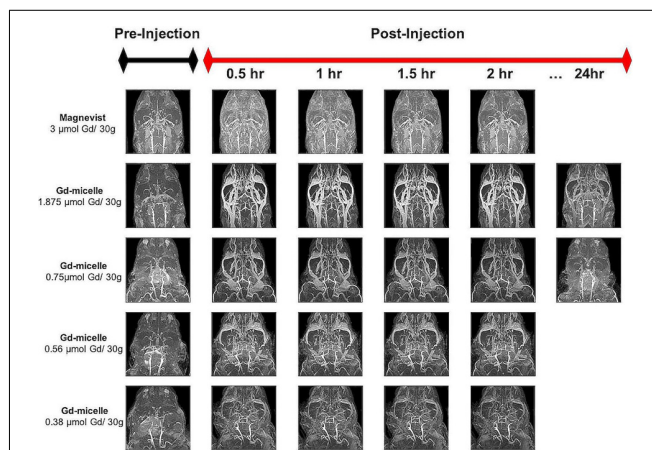 Pre-Injection
Post-Injection
0.5 hr
1 hr
1.5 hr
2 hr
...
24hr
Magnevist
3 μmol Gd/ 30g
Gd-micelle
1.875 μmol Gd/ 30g
Gd-micelle
0.75μmol Gd/ 30g
Gd-micelle
0.56 μmol Gd/ 30g
Gd-micelle
0.38 μmol Gd/ 30g